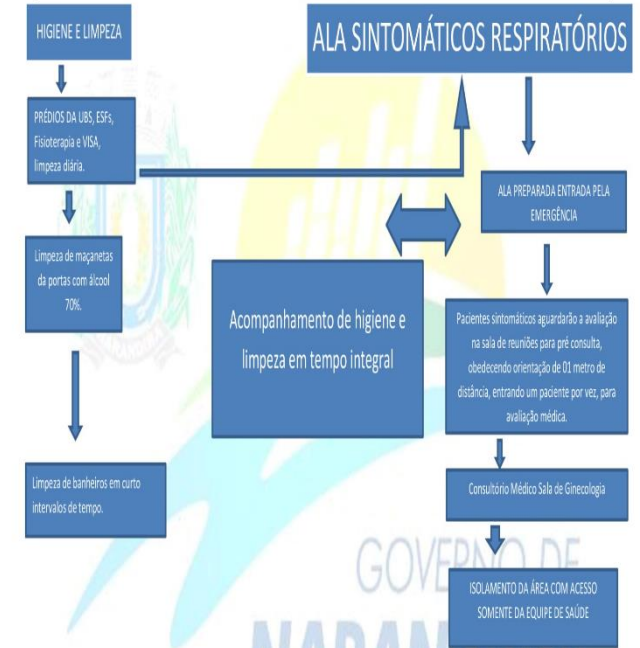 HIGIENE E LIMPEZA
PRÉDIOS DA UBS, ESFs,
Fisioterapia e VISA,
limpeza diária.
Limpeza de maçanetas
da portas com álcool
70%.
Limpeza de banheiros em curto
intervalos de tempo.
Acompanhamento de higiene e
limpeza em tempo integral
ALA SINTOMÁTICOS RESPIRATÓRIOS
ALA PREPARADA ENTRADA PELA
EMERGÊNCIA
Pacientes sintomáticos aguardarão a avaliação
na sala de reuniões para pré consulta,
obedecendo orientação de 01 metro de
distância, entrando um paciente por vez, para
avaliação médica.
Consultório Médico Sala de Ginecologia
ISOLAMENTO DA ÁREA COM ACESSO
SOMENTE DA EQUIPE DE SAÚDE
GOVERNO DE